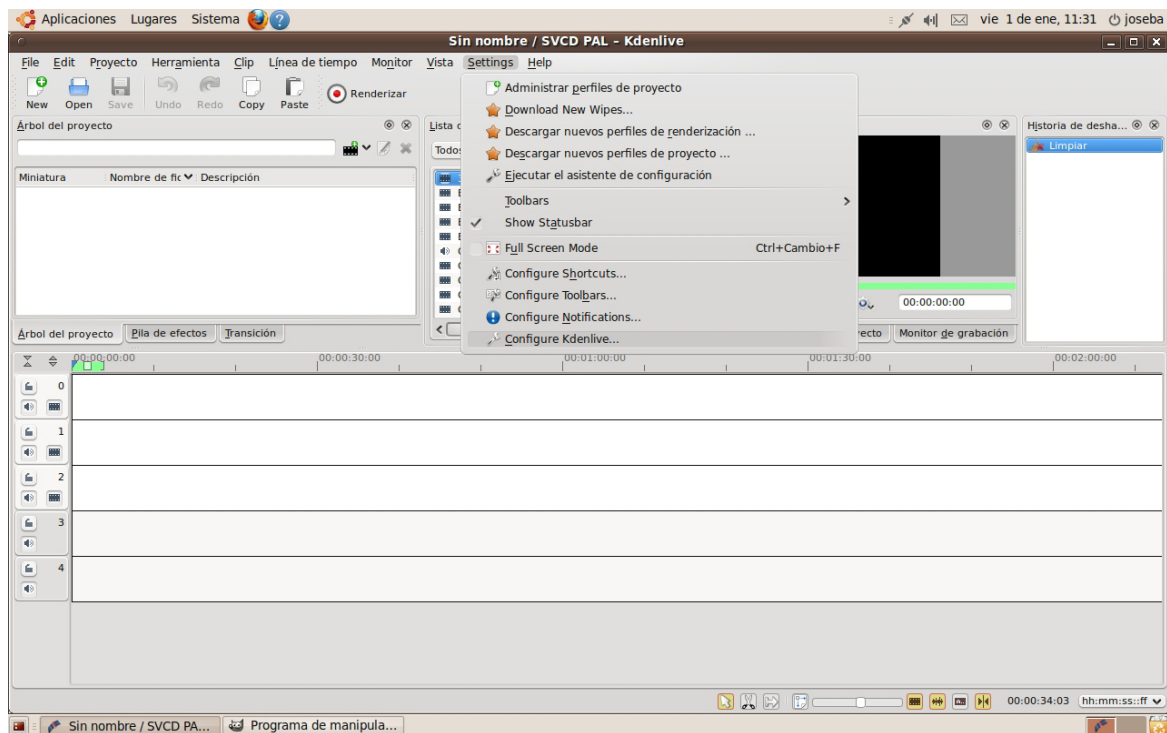 Aplicaciones Lugares Sistema vie 1 de ene, 11:31 joseba
Sin nombre / SVCD PAL – Kdenlive
File Edit Proyecto Herramienta Clip Línea de tiempo Monitor Vista Settings Help
New Open Save Undo Redo Copy Paste Renderizar
Árbol del proyecto
Miniatura Nombre de fic Descripción
Lista
Todos
Administrar perfiles de proyecto
Download New Wipes...
Descargar nuevos perfiles de renderización ...
Descargar nuevos perfiles de proyecto ...
Ejecutar el asistente de configuración
Toolbars
Show Statusbar
Full Screen Mode Ctrl+Cambio+F
Configure Shortcuts...
Configure Toolbars...
Configure Notifications...
Configure Kdenlive...
Historia de desha...
Limpiar
00:00:00:00
Árbol del proyecto Pila de efectos Transición
yecto Monitor de grabación
00:00:00:00 00:00:30:00 00:01:00:00 00:01:30:00 00:02:00:00
0
1
2
3
4
00:00:34:03 hh:mm:ss::ff
Sin nombre / SVCD PA... Programa de manipula...